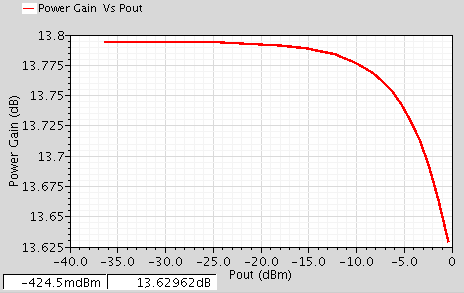 Power Gain Vs Pout
13.8
13.775
13.75
13.725
13.7
13.675
13.65
13.625
Power Gain (dB)
-40.0 -35.0 -30.0 -25.0 -20.0 -15.0 -10.0 -5.0 0
Pout (dBm)
-424.5mdBm 13.62962dB